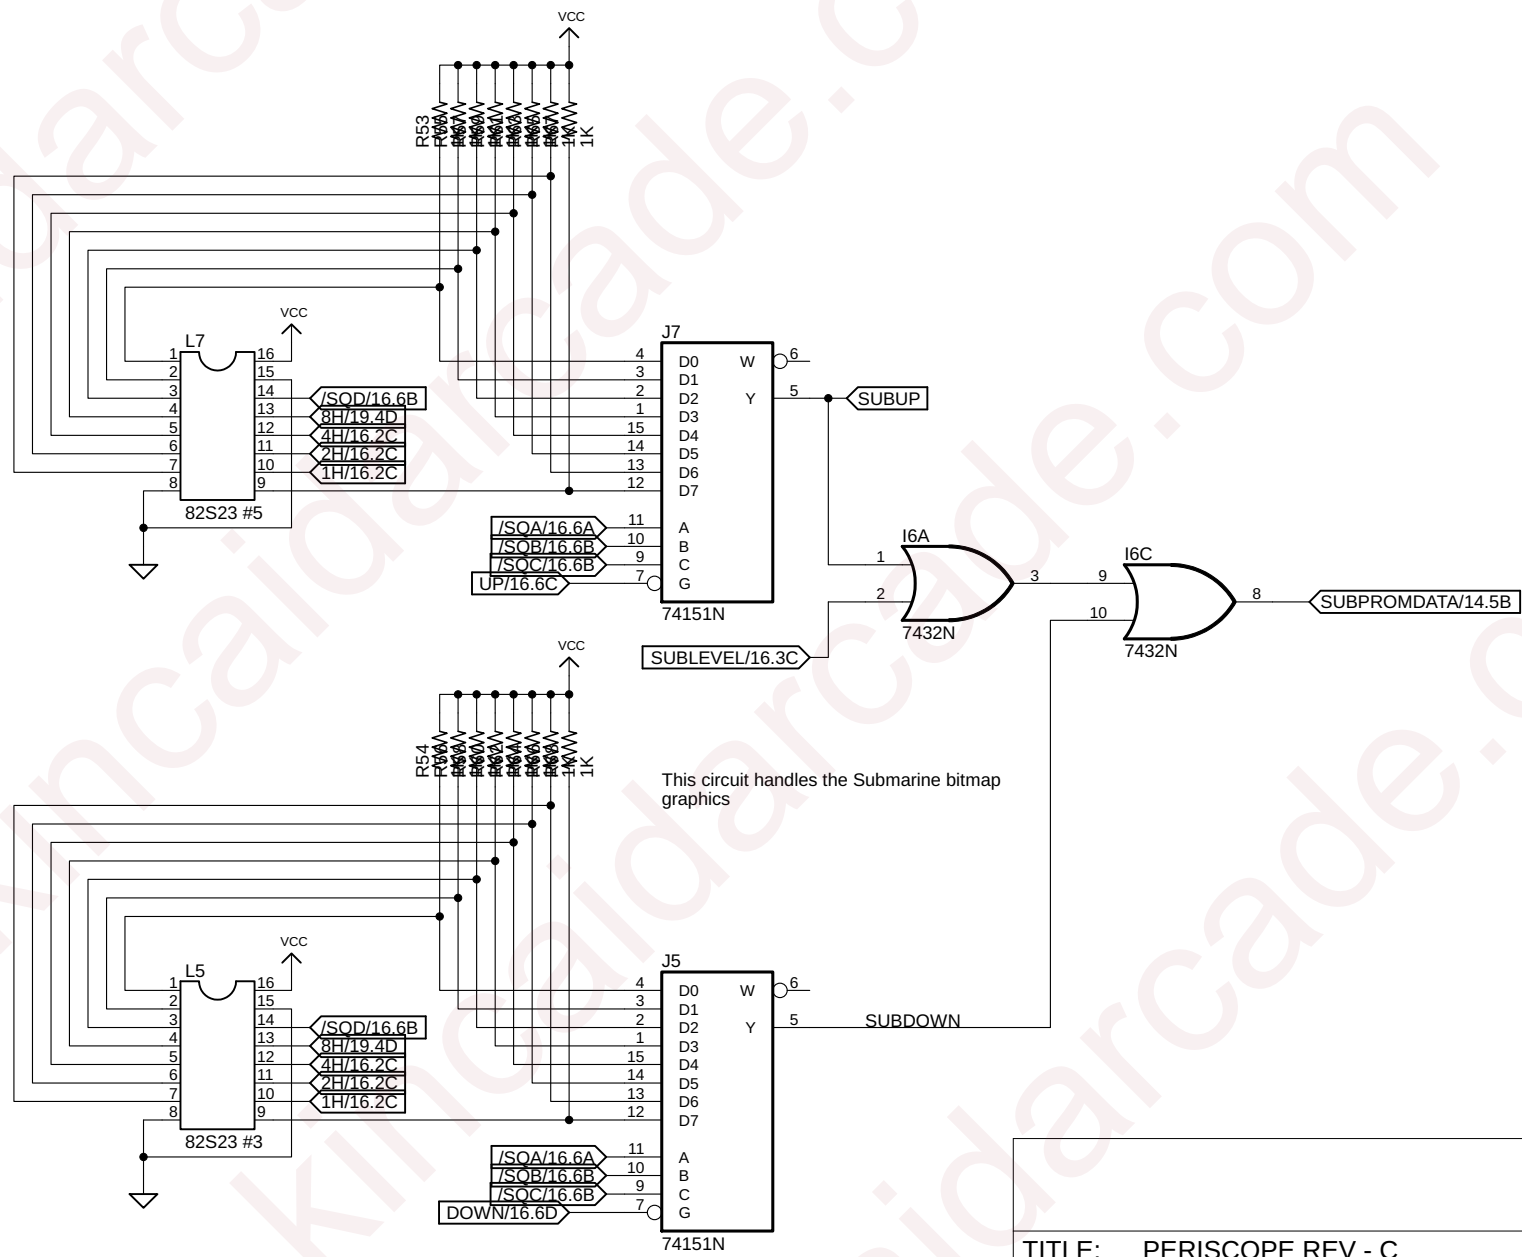 VCC
R53
1K
VCC
L7
1 16
2 15
3 14 /SQD/16.6B
4 13 8H/19.4D
5 12 4H/16.2C
6 11 2H/16.2C
7 10 1H/16.2C
8 9
82S23 #5
J7
4 D0 W 6
3 D1
2 D2 Y 5 SUBUP
1 D3
15 D4
14 D5
13 D6
12 D7
/SQA/16.6A 11 A
/SQB/16.6B 10 B
/SQC/16.6B 9 C
UP/16.6C 7 G
74151N
I6A
1
2 3
7432N
SUBLEVEL/16.3C
I6C
9
10 8
7432N
SUBPROMDATA/14.5B
VCC
R54
1K
This circuit handles the Submarine bitmap
graphics
VCC
L5
1 16
2 15
3 14 /SQD/16.6B
4 13 8H/19.4D
5 12 4H/16.2C
6 11 2H/16.2C
7 10 1H/16.2C
8 9
82S23 #3
J5
4 D0 W 6
3 D1
2 D2 Y 5 SUBDOWN
1 D3
15 D4
14 D5
13 D6
12 D7
/SQA/16.6A 11 A
/SQB/16.6B 10 B
/SQC/16.6B 9 C
DOWN/16.6D 7 G
74151N
TITLE: PERISCOPE REV - C
kincaidarcade.com